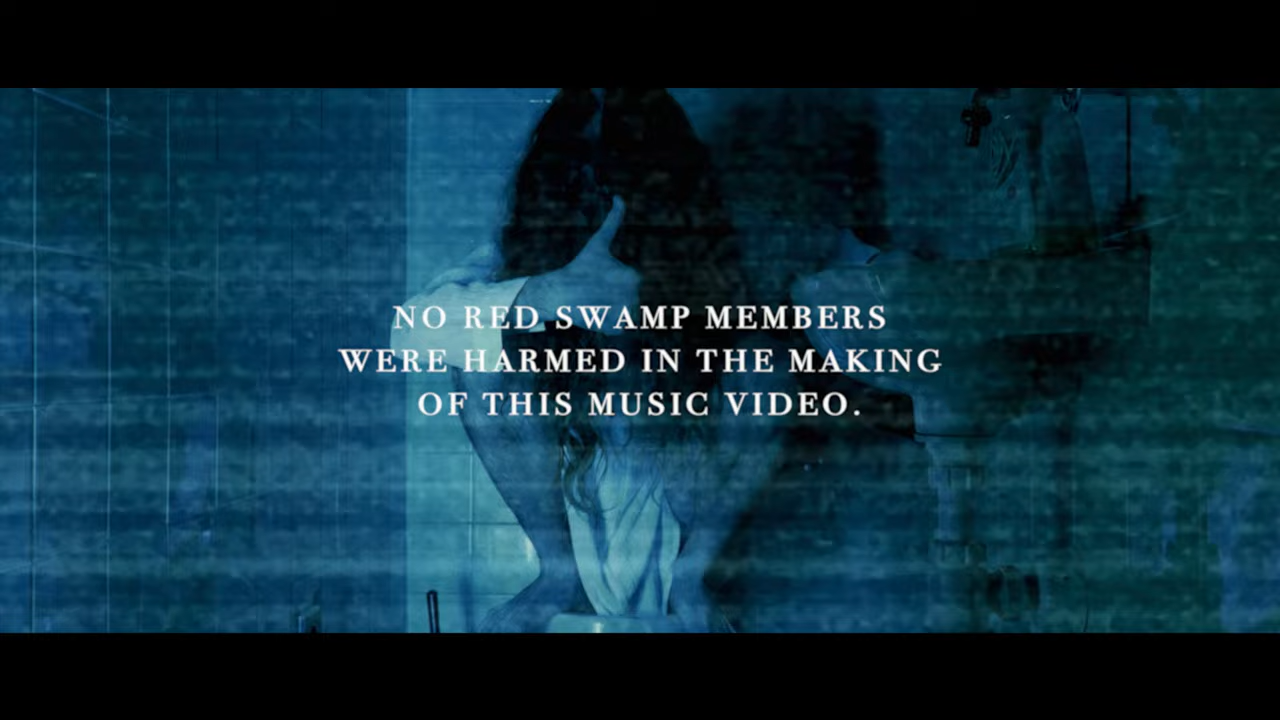 NO RED SWAMP MEMBERS
WERE HARMED IN THE MAKING
OF THIS MUSIC VIDEO.